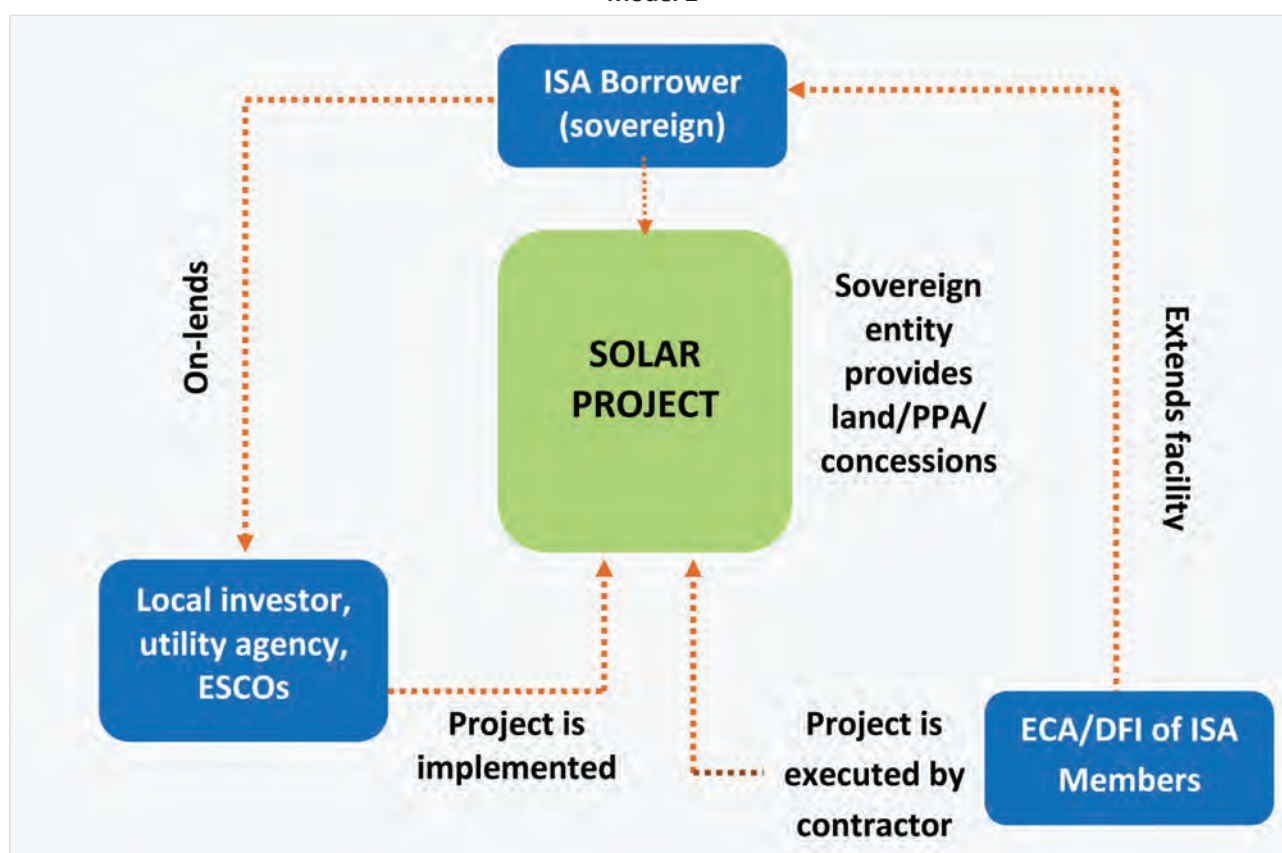 ISA Borrower
(sovereign)
On-lends
SOLAR
PROJECT
Sovereign
entity
provides
land/PPA/
concessions
Extends facility
Local investor,
utility agency,
ESCOs
Project is
implemented
Project is
executed by
contractor
ECA/DFI of ISA
Members